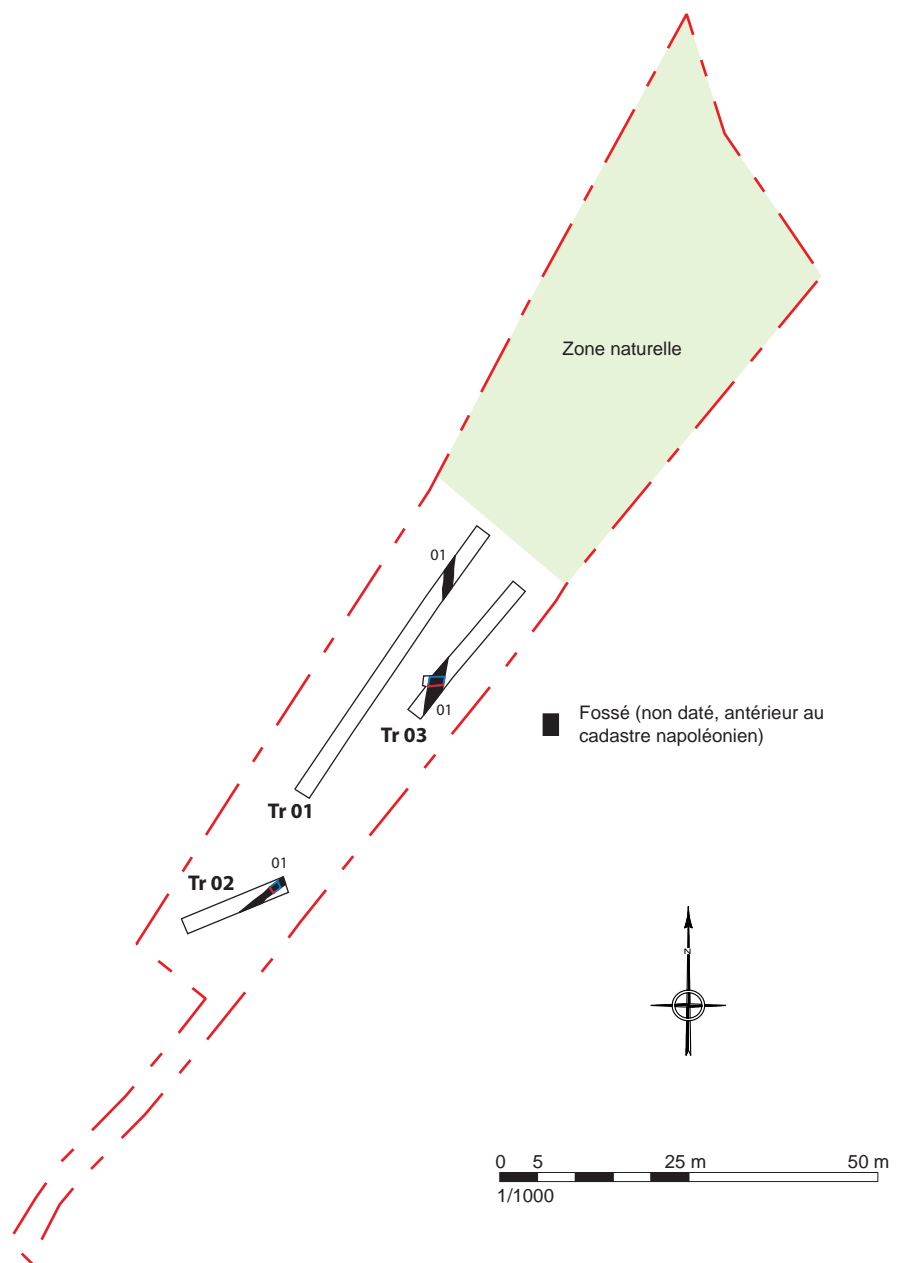 Zone naturelle
01
01
Tr 03
Fossé (non daté, antérieur au
cadastre napoléonien)
Tr 01
01
Tr 02
N
0 5 25 m 50 m
1/1000